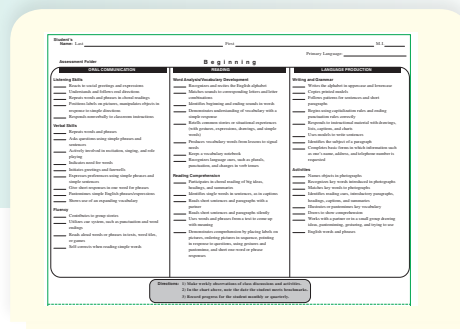 Student's
Name: Last First M.I.
Primary Language:
Assessment Folder
Beginning
ORAL COMMUNICATION
Listening Skills
Reacts to social greetings and expressions
Understands and follows oral directions
Repeats words and phrases in choral readings
Positions labels on pictures, manipulates objects in
response to simple directions
Responds nonverbally to classroom instructions
Verbal Skills
Repeats words and phrases
Asks questions using simple phrases and
sentences
Actively involved in reciting, singing, and role
playing
Indicates need for words
Initiates greetings and farewells
Expresses preferences using simple phrases and
simple sentences
Give short responses in one word for phrases
Pantomimes simple English phrases/expressions
Shows use of an expanding vocabulary
Fluency
Contributes to group stories
Utilizes cue system, such as punctuation and word
endings
Reads aloud words or phrases in texts, word tiles,
or games
Self-corrects when reading simple words
READING
Word Analysis/Vocabulary Development
Recognizes and recites the English alphabet
Matches sounds to corresponding letters and letter
combinations
Identifies beginning and ending sounds in words
Demonstrates understanding of vocabulary with a
simple response
Retells common stories or situational experiences
(with gestures, expressions, drawings, and simple
words)
Produces vocabulary words from lessons to signal
needs
Keeps a vocabulary notebook
Recognizes language uses, such as plurals,
punctuation, and changes in verb tenses
Reading Comprehension
Participates in choral reading of big ideas,
headings, and summaries
Identifies single words in sentences, as in captions
Reads short sentences and paragraphs with a
partner
Reads short sentences and paragraphs silently
Uses words and phrases from a text to come up
with meaning
Demonstrates comprehension by placing labels on
pictures, ordering pictures in sequence, pointing
in response to questions, using gestures and
pantomime, and short one-word or phrase
responses
LANGUAGE PRODUCTION
Writing and Grammar
Writes the alphabet in uppercase and lowercase
Copies printed models
Follows patterns for sentences and short
paragraphs
Begins using capitalization rules and ending
punctuation rules correctly
Responds to instructional material with drawings,
lists, captions, and charts
Uses models to write sentences
Identifies the subject of a paragraph
Completes basic forms in which information such
as one's name, address, and telephone number is
requested
Activities
Names objects in photographs
Recognizes key words introduced in photographs
Matches key words to photographs
Identifies reading cues, introductory paragraphs,
headings, captions, and summaries
Illustrates or pantomimes key vocabulary
Draws to show comprehension
Works with a partner or in a small group drawing
ideas, pantomiming, gesturing, and trying to use
English words and phrases
Directions: 1) Make weekly observations of class discussions and activities.
2) In the chart above, note the date the student meets benchmarks.
3) Record progress for the student monthly or quarterly.